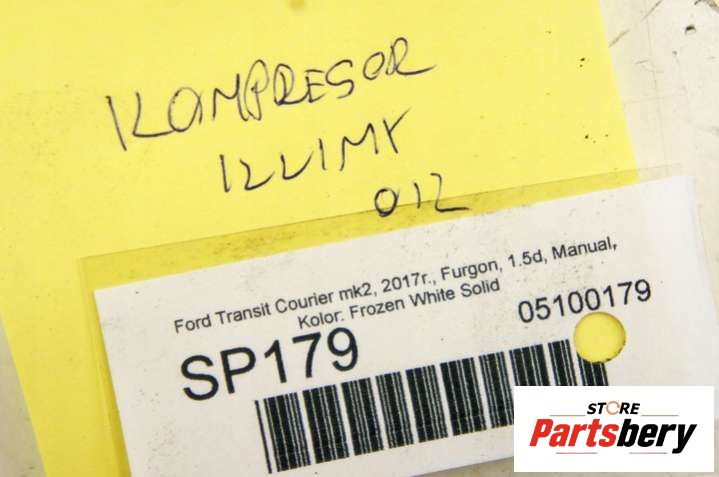 KOMPRESOR
KLIMY
012
Ford Transit Courier mk2, 2017r., Furgon, 1.5d, Manual,
Kolor: Frozen White Solid
SP179
05100179
STORE
Partsbery